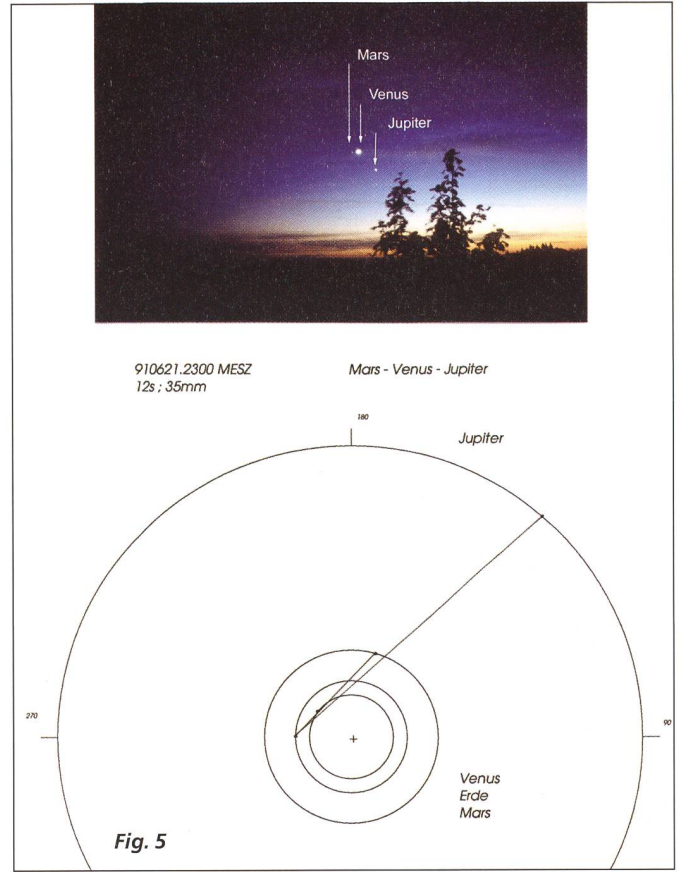 Mars
Venus
Jupiter
910621.2300 MESZ
12s ; 35mm
Mars - Venus - Jupiter
180
Jupiter
270
90
Venus
Erde
Mars
Fig. 5